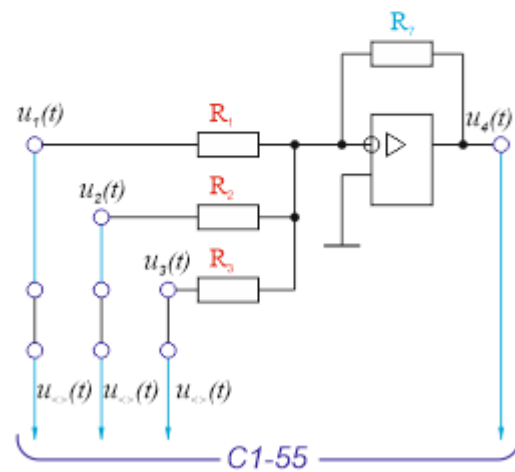 R₇
u₁(t)
R₁
u₄(t)
u₂(t)
R₂
u₃(t)
R₃
u<>(t) u<>(t) u<>(t)
C1-55